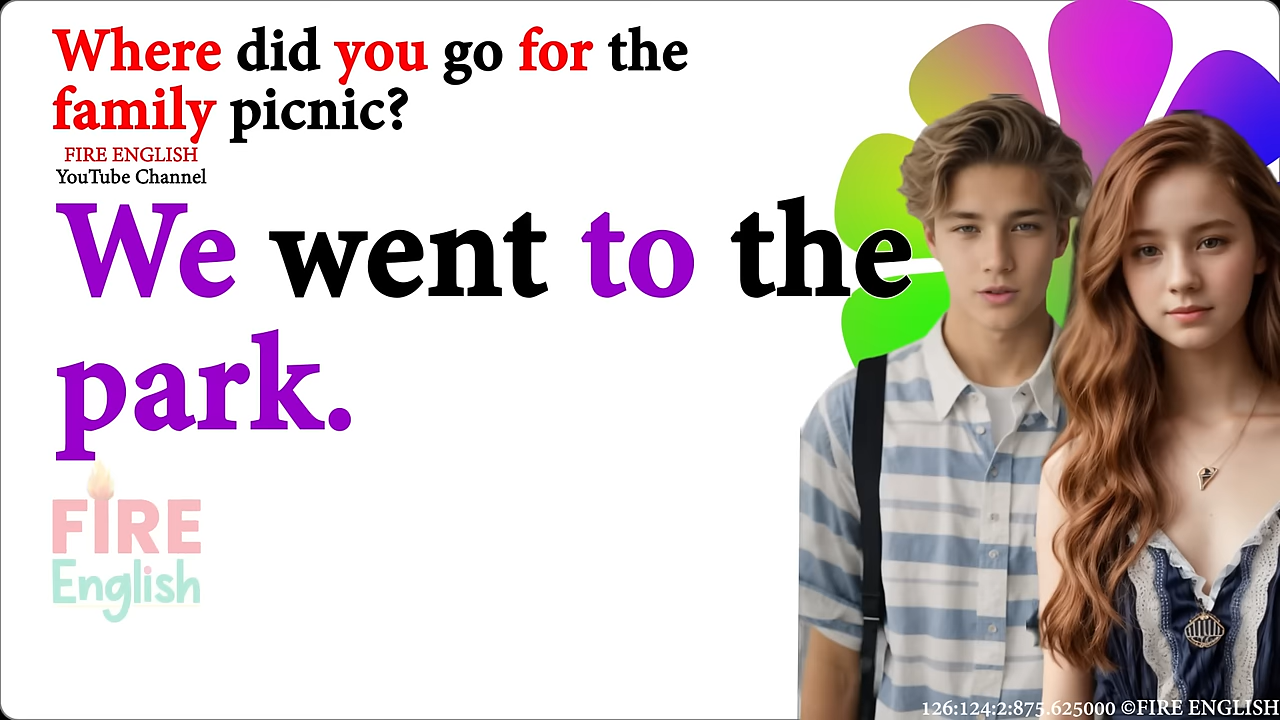 Where did you go for the
family picnic?
FIRE ENGLISH
YouTube Channel
We went to the
park.
FIRE
English
126:124:2:875.625000 ©FIRE ENGLISH